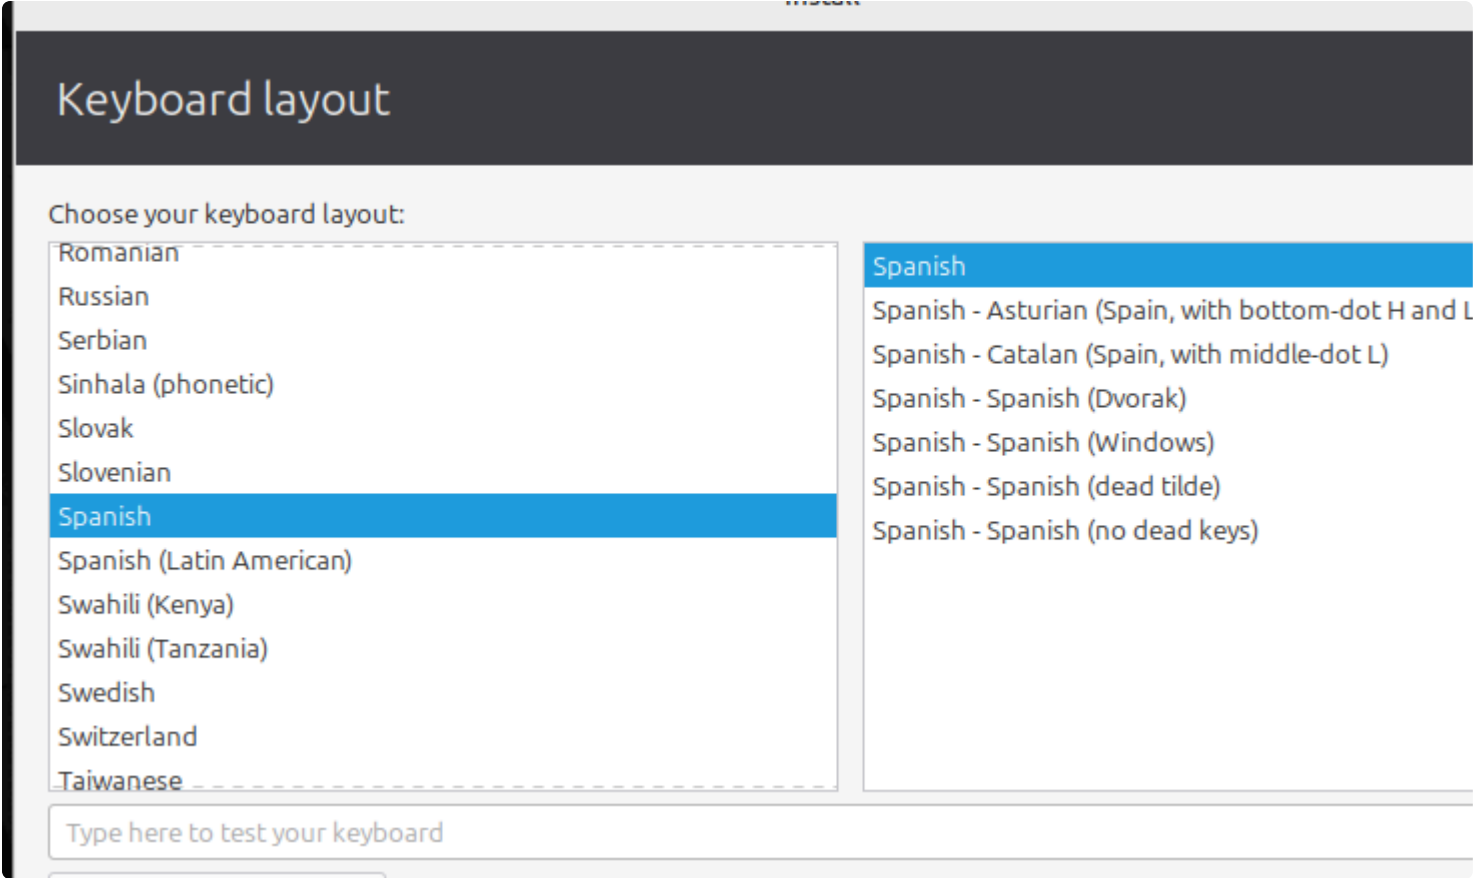 Install
Keyboard layout
Choose your keyboard layout:
Romanian
Russian
Serbian
Sinhala (phonetic)
Slovak
Slovenian
Spanish
Spanish (Latin American)
Swahili (Kenya)
Swahili (Tanzania)
Swedish
Switzerland
Taiwanese
Spanish
Spanish - Asturian (Spain, with bottom-dot H and L
Spanish - Catalan (Spain, with middle-dot L)
Spanish - Spanish (Dvorak)
Spanish - Spanish (Windows)
Spanish - Spanish (dead tilde)
Spanish - Spanish (no dead keys)
Type here to test your keyboard